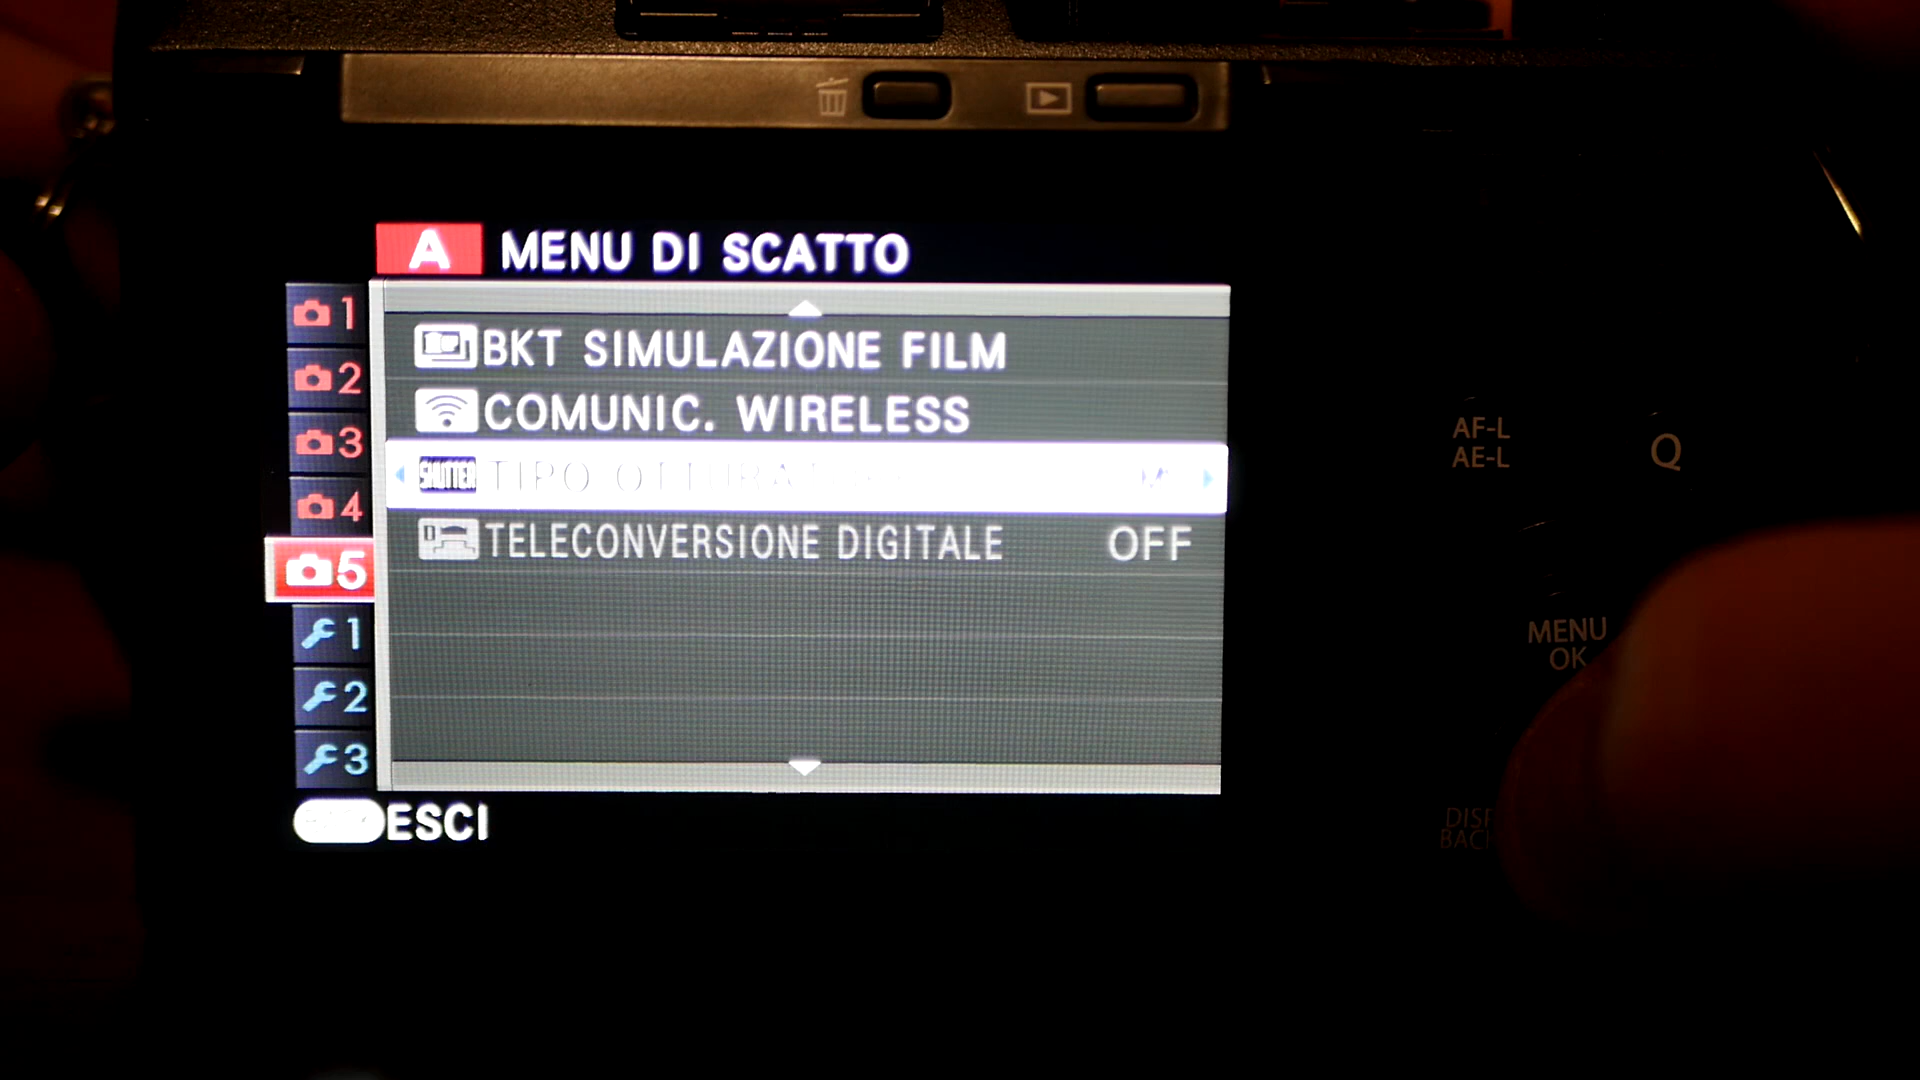 A MENU DI SCATTO
1
BKT SIMULAZIONE FILM
2
COMUNIC. WIRELESS
3
SHUTTER TIPO
4
TELECONVERSIONE DIGITALE OFF
5
1
2
3
ESCI
AF-L
AE-L
Q
MENU
OK